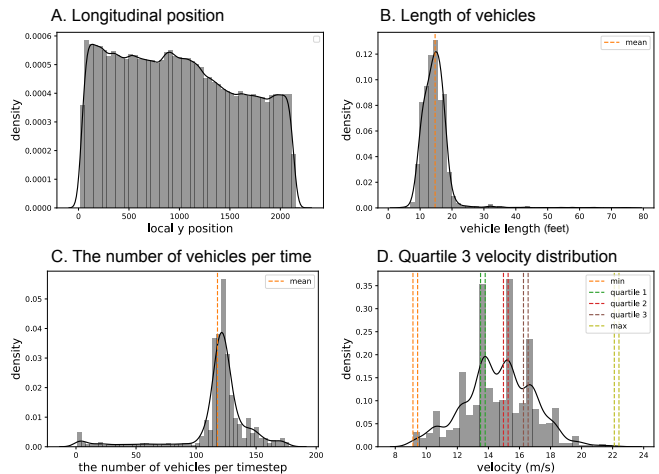 A. Longitudinal position
0.0006
0.0005
0.0004
0.0003
0.0002
0.0001
0.0000
density
0 500 1000 1500 2000
local y position
B. Length of vehicles
mean
0.12
0.10
0.08
0.06
0.04
0.02
0.00
density
0 10 20 30 40 50 60 70 80
vehicle length (feet)
C. The number of vehicles per time
mean
0.05
0.04
0.03
0.02
0.01
0.00
density
0 50 100 150 200
the number of vehicles per timestep
D. Quartile 3 velocity distribution
min
quartile 1
quartile 2
quartile 3
max
0.35
0.30
0.25
0.20
0.15
0.10
0.05
0.00
density
8 10 12 14 16 18 20 22 24
velocity (m/s)